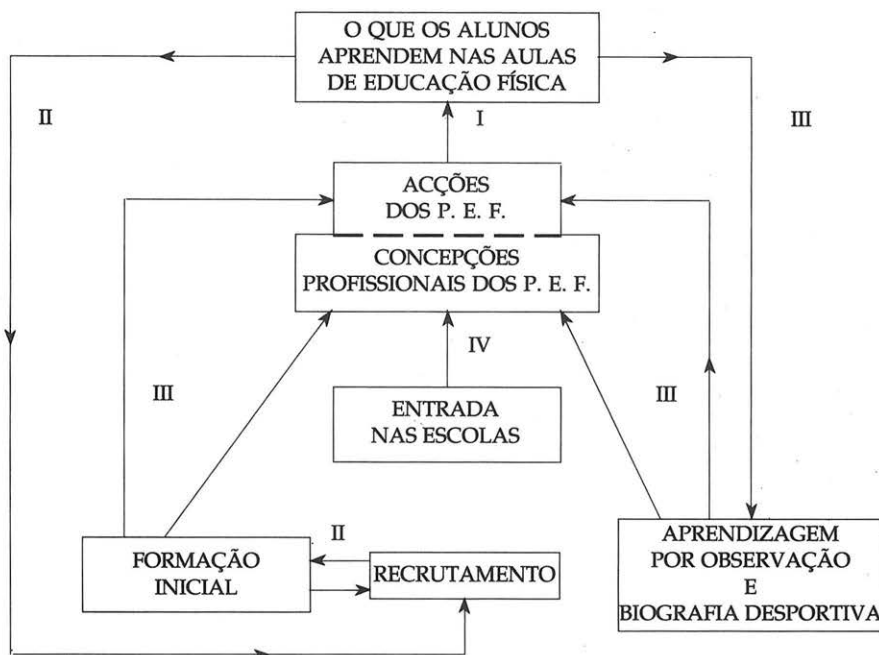 O QUE OS ALUNOS
APRENDEM NAS AULAS
DE EDUCAÇÃO FÍSICA
II
I
III
ACÇÕES
DOS P. E. F.
CONCEPÇÕES
PROFISSIONAIS DOS P. E. F.
IV
III
III
ENTRADA
NAS ESCOLAS
FORMAÇÃO
INICIAL
II
RECRUTAMENTO
APRENDIZAGEM
POR OBSERVAÇÃO
E
BIOGRAFIA DESPORTIVA